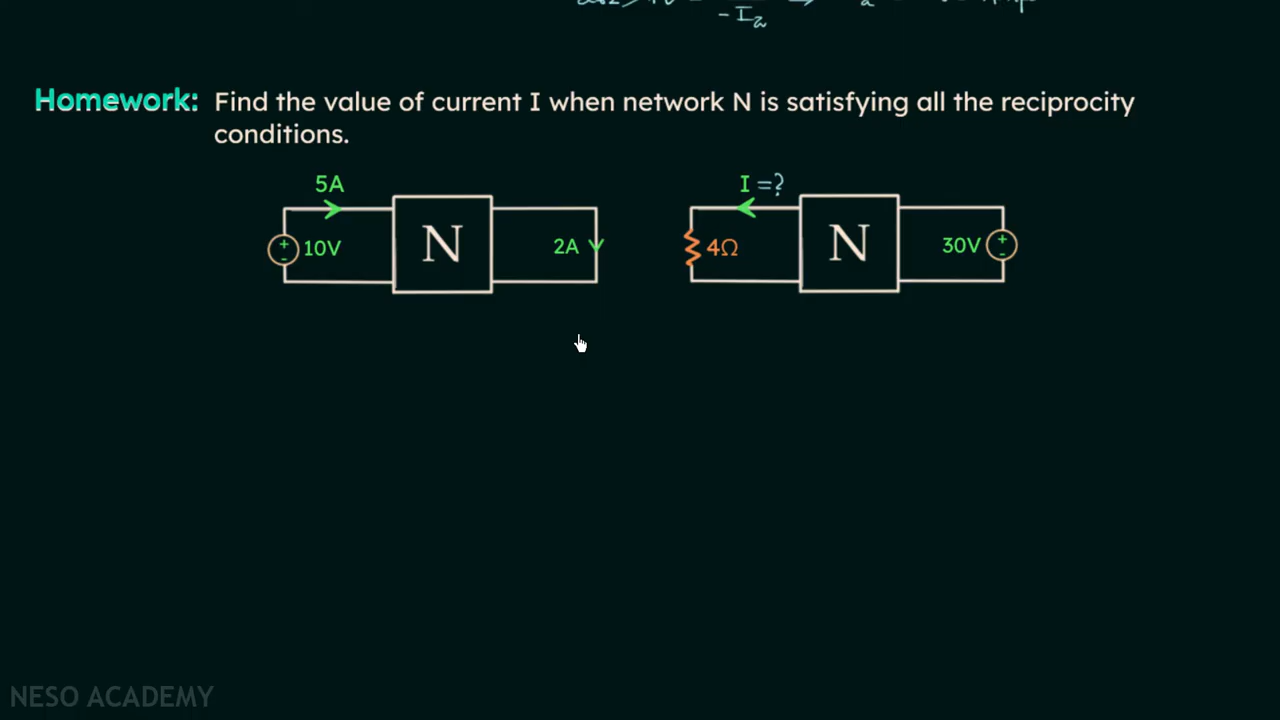 Homework: Find the value of current I when network N is satisfying all the reciprocity
conditions.
5A
I =?
+
-
10V
N
2A
4Ω
N
30V
+
-
NESO ACADEMY